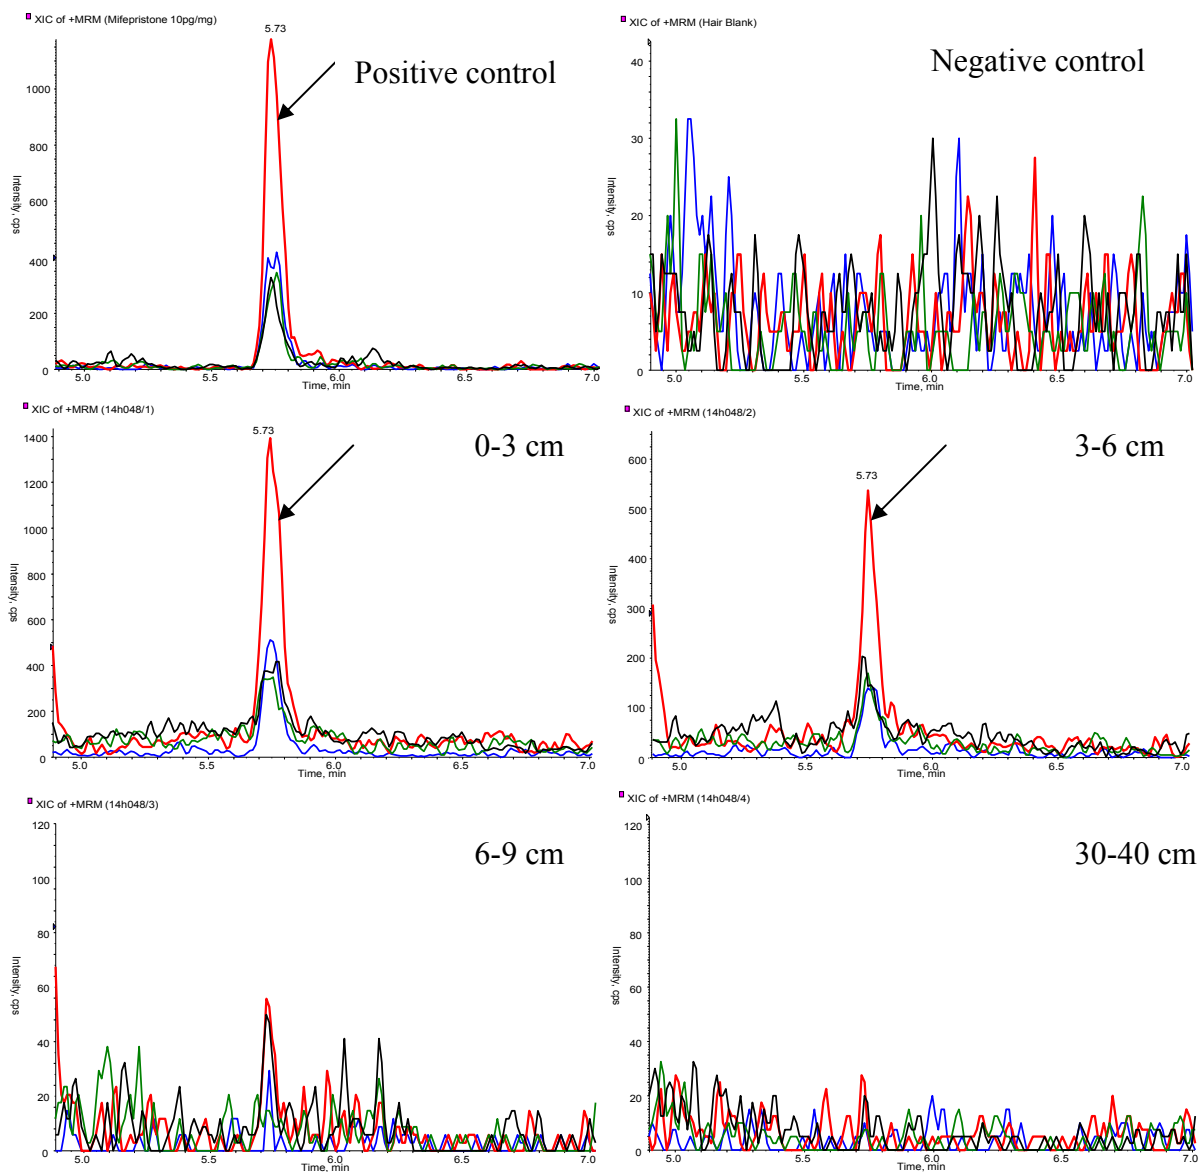 XIC of +MRM (Mifepristone 10pg/mg)
5.73
Positive control
Intensity, cps
1000
800
600
400
200
0
5.0 5.5 6.0 6.5 7.0
Time, min
XIC of +MRM (Hair Blank)
Negative control
Intensity, cps
40
30
20
10
0
5.0 5.5 6.0 6.5 7.0
Time, min
XIC of +MRM (14h048/1)
5.73
0-3 cm
Intensity, cps
1400
1200
1000
800
600
400
200
0
5.0 5.5 6.0 6.5 7.0
Time, min
XIC of +MRM (14h048/2)
5.73
3-6 cm
Intensity, cps
600
500
400
300
200
100
0
5.0 5.5 6.0 6.5 7.0
Time, min
XIC of +MRM (14h048/3)
6-9 cm
Intensity, cps
120
100
80
60
40
20
0
5.0 5.5 6.0 6.5 7.0
Time, min
XIC of +MRM (14h048/4)
30-40 cm
Intensity, cps
120
100
80
60
40
20
0
5.0 5.5 6.0 6.5 7.0
Time, min